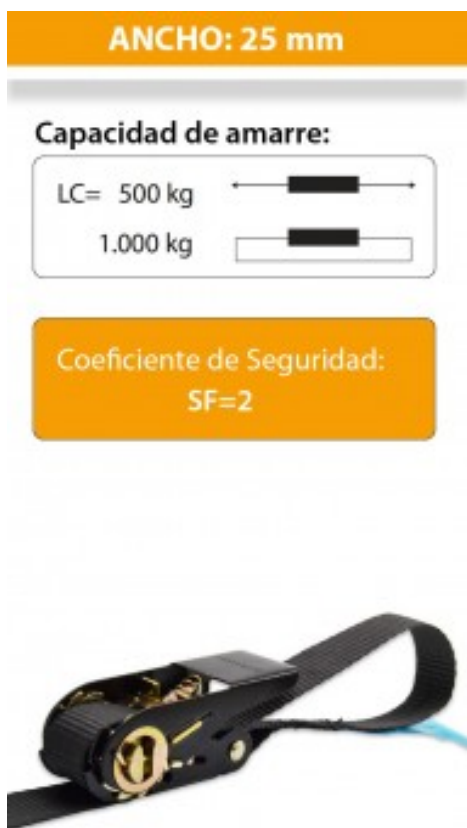 ANCHO: 25 mm
Capacidad de amarre:
LC= 500 kg
1.000 kg
Coeficiente de Seguridad:
SF=2